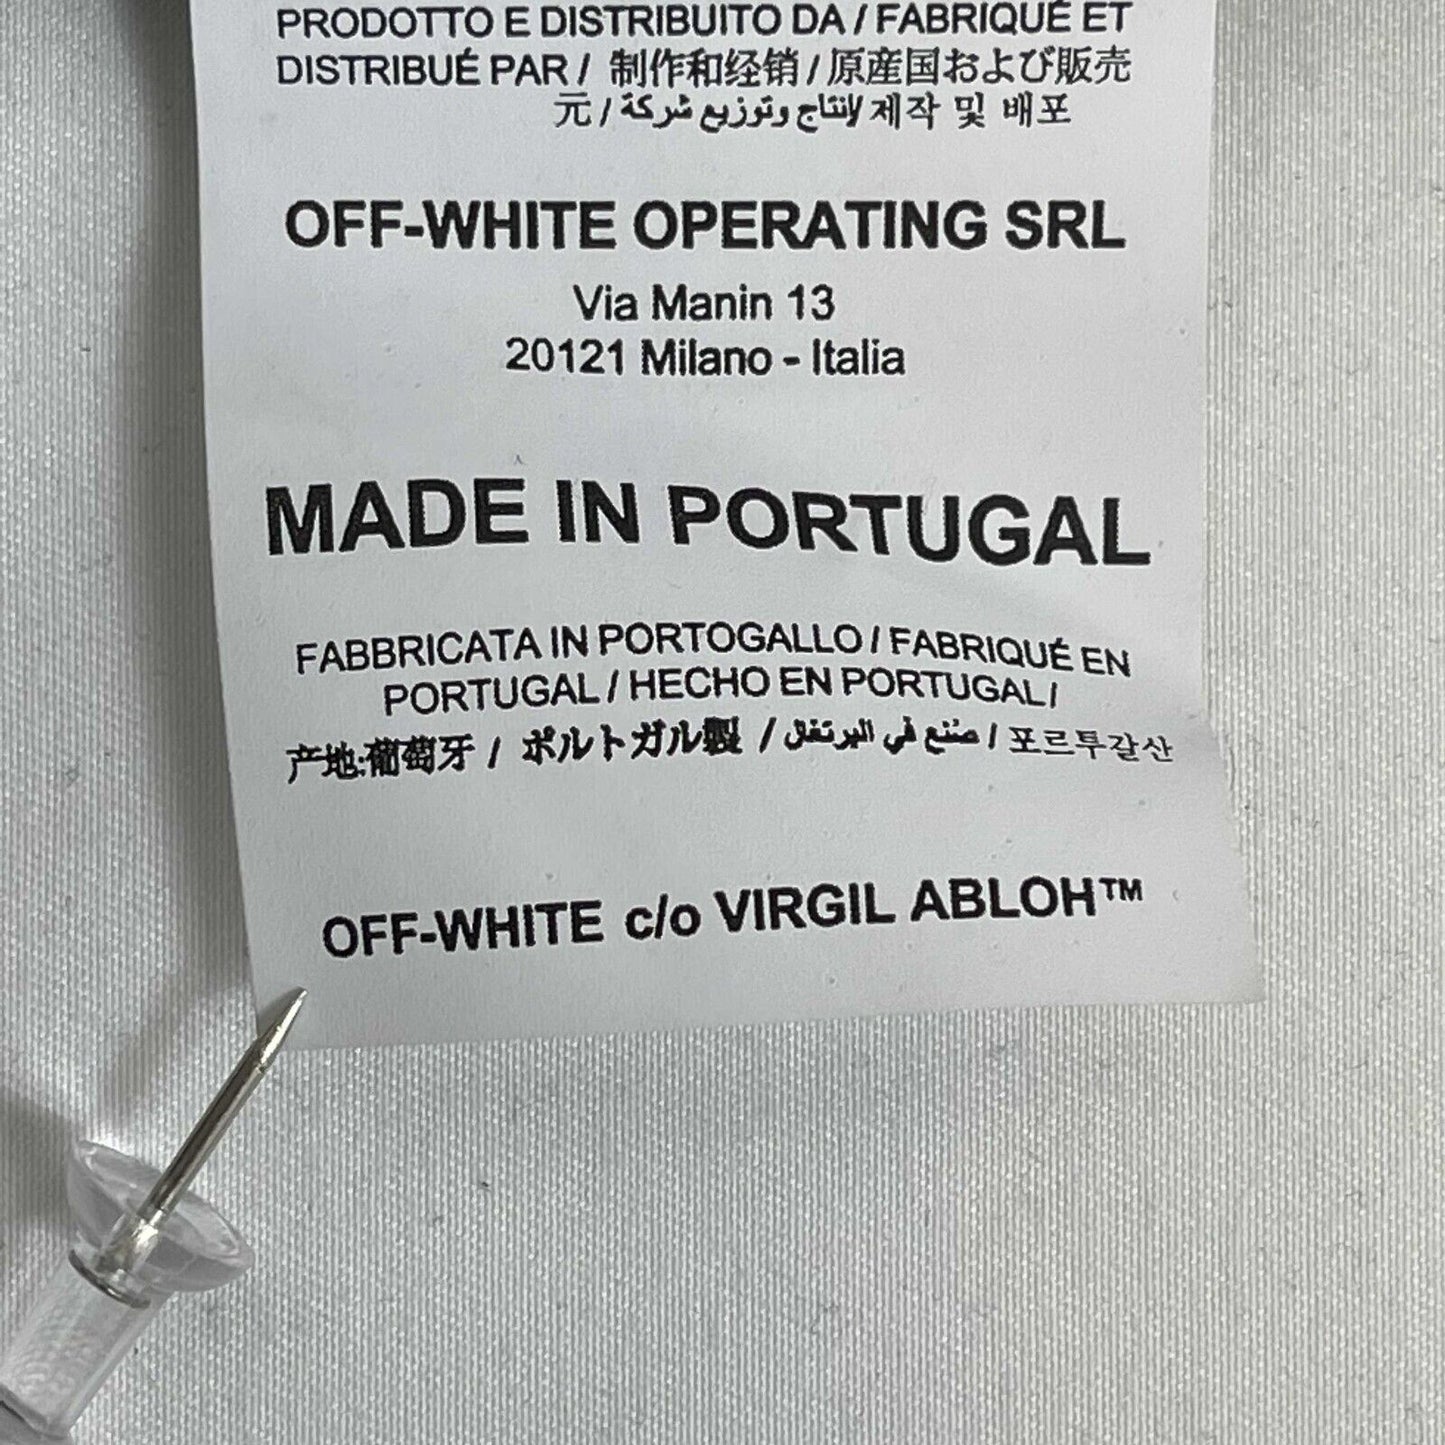 PRODOTTO E DISTRIBUITO DA / FABRIQUÉ ET
DISTRIBUÉ PAR / 制作和经销 / 原産国および販売
元 / لإنتاج وتوزيع شركة 제작 및 배포
OFF-WHITE OPERATING SRL
Via Manin 13
20121 Milano - Italia
MADE IN PORTUGAL
FABBRICATA IN PORTOGALLO / FABRIQUÉ EN
PORTUGAL / HECHO EN PORTUGAL /
产地:葡萄牙 / ポルトガル製 / صنع في البرتغال / 포르투갈산
OFF-WHITE c/o VIRGIL ABLOH™